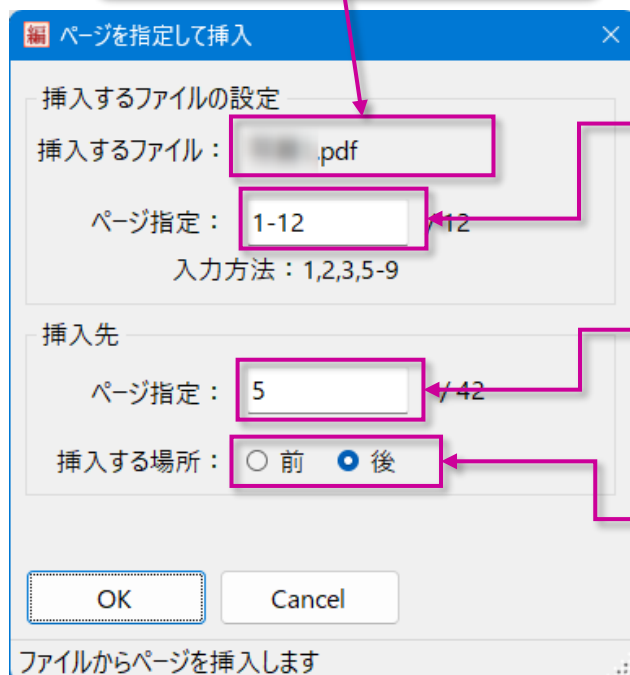 編 ページを指定して挿入
挿入するファイルの設定
挿入するファイル： .pdf
ページ指定： 1-12 / 12
入力方法：1,2,3,5-9
挿入先
ページ指定： 5 / 42
挿入する場所： 前 後
OK Cancel
ファイルからページを挿入します